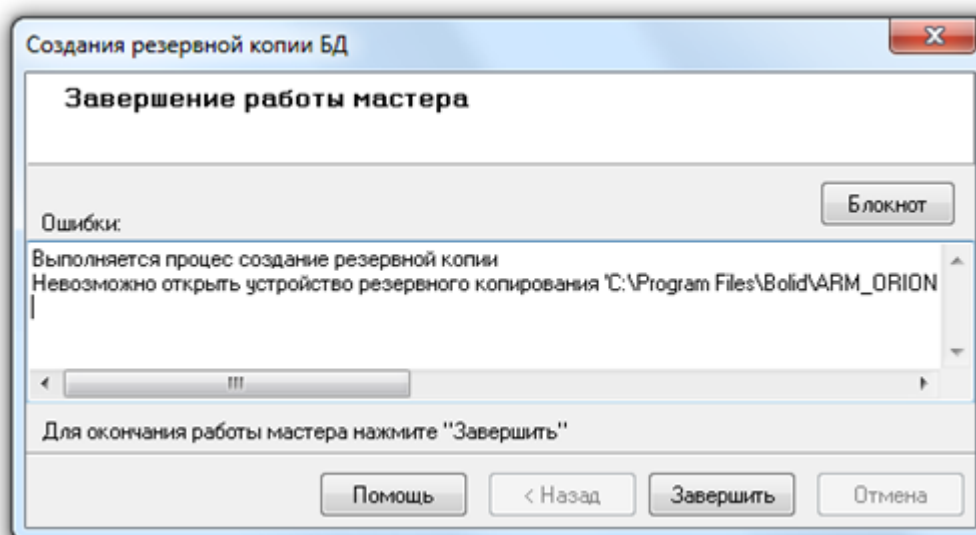 Создания резервной копии БД
Завершение работы мастера
Блокнот
Ошибки:
Выполняется процес создание резервной копии
Невозможно открыть устройство резервного копирования 'C:\Program Files\Bolid\ARM_ORION
Для окончания работы мастера нажмите "Завершить"
Помощь < Назад Завершить Отмена